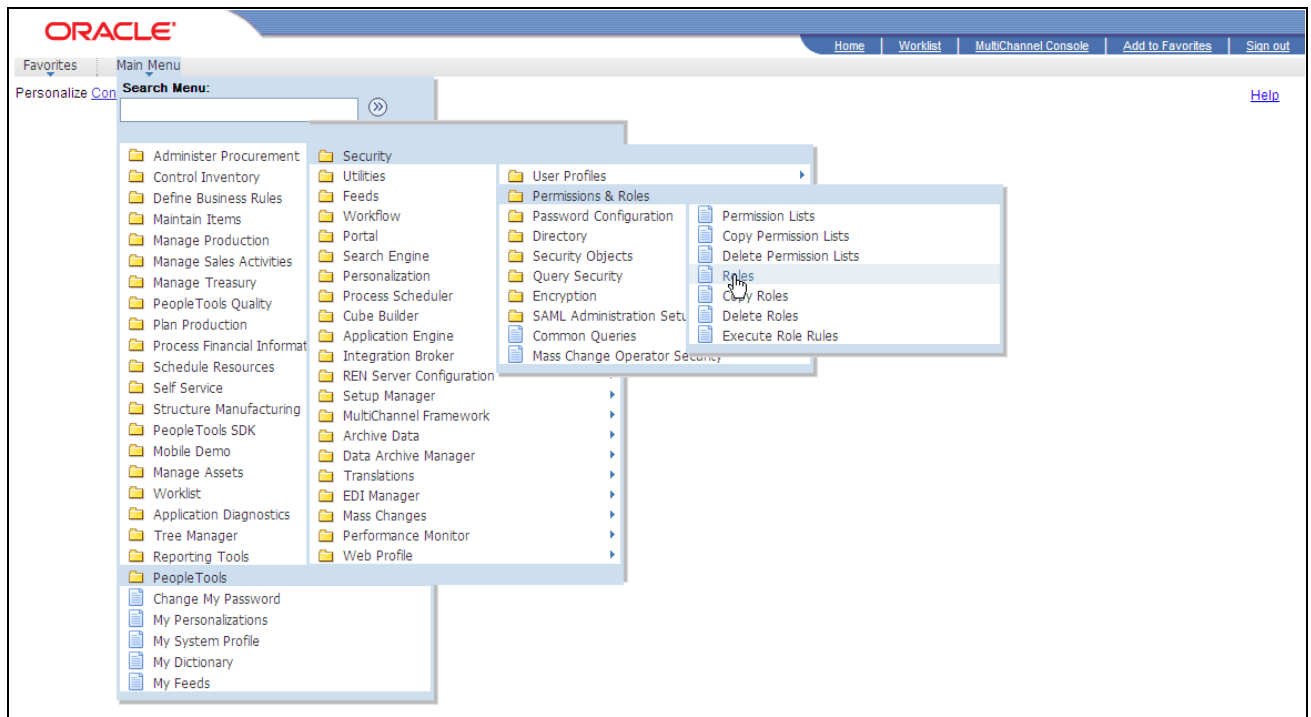 ORACLE
Home Worklist MultiChannel Console Add to Favorites Sign out
Favorites Main Menu
Personalize Con
Help
Search Menu:
Administer Procurement
Control Inventory
Define Business Rules
Maintain Items
Manage Production
Manage Sales Activities
Manage Treasury
PeopleTools Quality
Plan Production
Process Financial Informat
Schedule Resources
Self Service
Structure Manufacturing
PeopleTools SDK
Mobile Demo
Manage Assets
Worklist
Application Diagnostics
Tree Manager
Reporting Tools
PeopleTools
Change My Password
My Personalizations
My System Profile
My Dictionary
My Feeds
Security
Utilities
Feeds
Workflow
Portal
Search Engine
Personalization
Process Scheduler
Cube Builder
Application Engine
Integration Broker
REN Server Configuration
Setup Manager
MultiChannel Framework
Archive Data
Data Archive Manager
Translations
EDI Manager
Mass Changes
Performance Monitor
Web Profile
User Profiles
Permissions & Roles
Password Configuration
Directory
Security Objects
Query Security
Encryption
SAML Administration Setu
Common Queries
Mass Change Operator Security
Permission Lists
Copy Permission Lists
Delete Permission Lists
Roles
Copy Roles
Delete Roles
Execute Role Rules